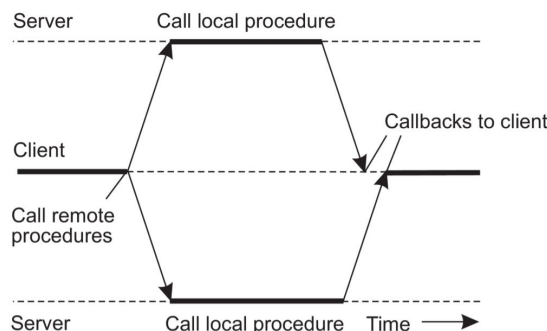 Server
Call local procedure
Callbacks to client
Client
Call remote
procedures
Server
Call local procedure
Time